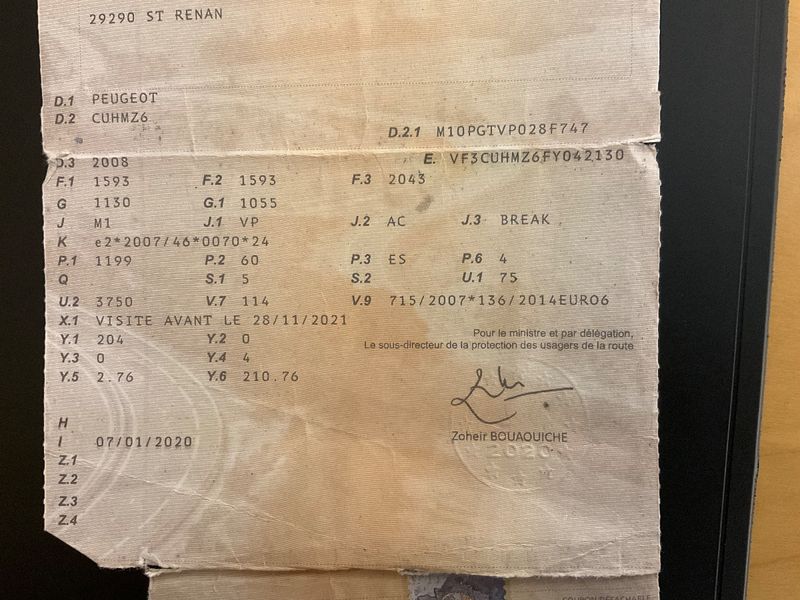 29290 ST RENAN
D.1 PEUGEOT
D.2 CUHMZ6
D.2.1 M10PGTVP028F747
D.3 2008 E. VF3CUHMZ6FY042130
F.1 1593 F.2 1593 F.3 2043
G 1130 G.1 1055
J M1 J.1 VP J.2 AC J.3 BREAK
K e2*2007/46*0070*24
P.1 1199 P.2 60 P.3 ES P.6 4
Q S.1 5 S.2 U.1 75
U.2 3750 V.7 114 V.9 715/2007*136/2014EURO6
X.1 VISITE AVANT LE 28/11/2021
Pour le ministre et par délégation,
Y.1 204 Y.2 0
Le sous-directeur de la protection des usagers de la route
Y.3 0 Y.4 4
Y.5 2.76 Y.6 210.76
H
I 07/01/2020
Zoheir BOUAOUICHE
2020
Z.1
Z.2
Z.3
Z.4
COUPON DÉTACHABLE